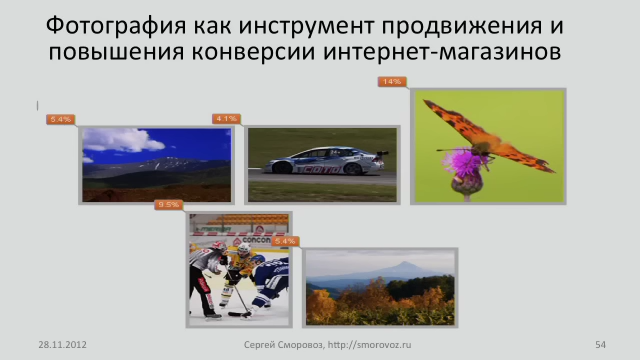 Фотография как инструмент продвижения и
повышения конверсии интернет-магазинов
14%
5.4%
4.1%
9.5%
concon
5.4%
28.11.2012
Сергей Сморовоз, http://smorovoz.ru
54